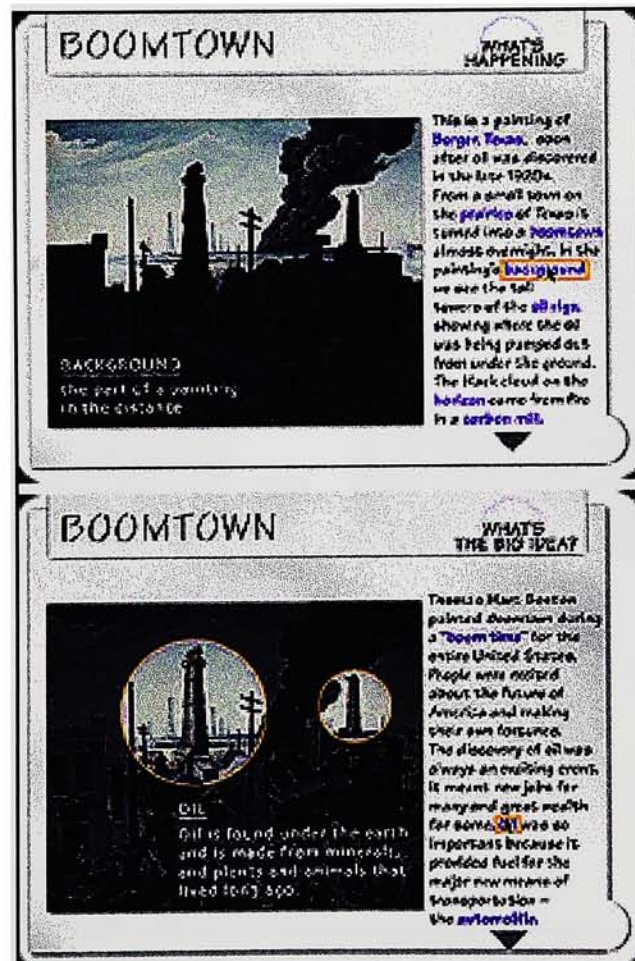 BOOMTOWN
WHAT'S
HAPPENING
This is a painting of
Borger, Texas, soon
after oil was discovered
in the late 1920s.
From a small town on
the prairies of Texas it
turned into a boomtown
almost overnight. In the
painting's background
we see the tall
towers of the oil rigs,
showing where the oil
was being pumped out
from under the ground.
The black cloud on the
horizon came from fire
in a carbon mill.
BACKGROUND
the part of a painting
in the distance
BOOMTOWN
WHAT'S
THE BIG IDEA?
Thomas Hart Benton
painted Boomtown during
a "boom time" for the
entire United States.
People were excited
about the future of
America and making
their own fortunes.
The discovery of oil was
always an exciting event.
It meant new jobs for
many and great wealth
for some. Oil was so
important because it
provided fuel for the
major new means of
transportation –
the automobile.
OIL
Oil is found under the earth
and is made from minerals,
and plants and animals that
lived long ago.